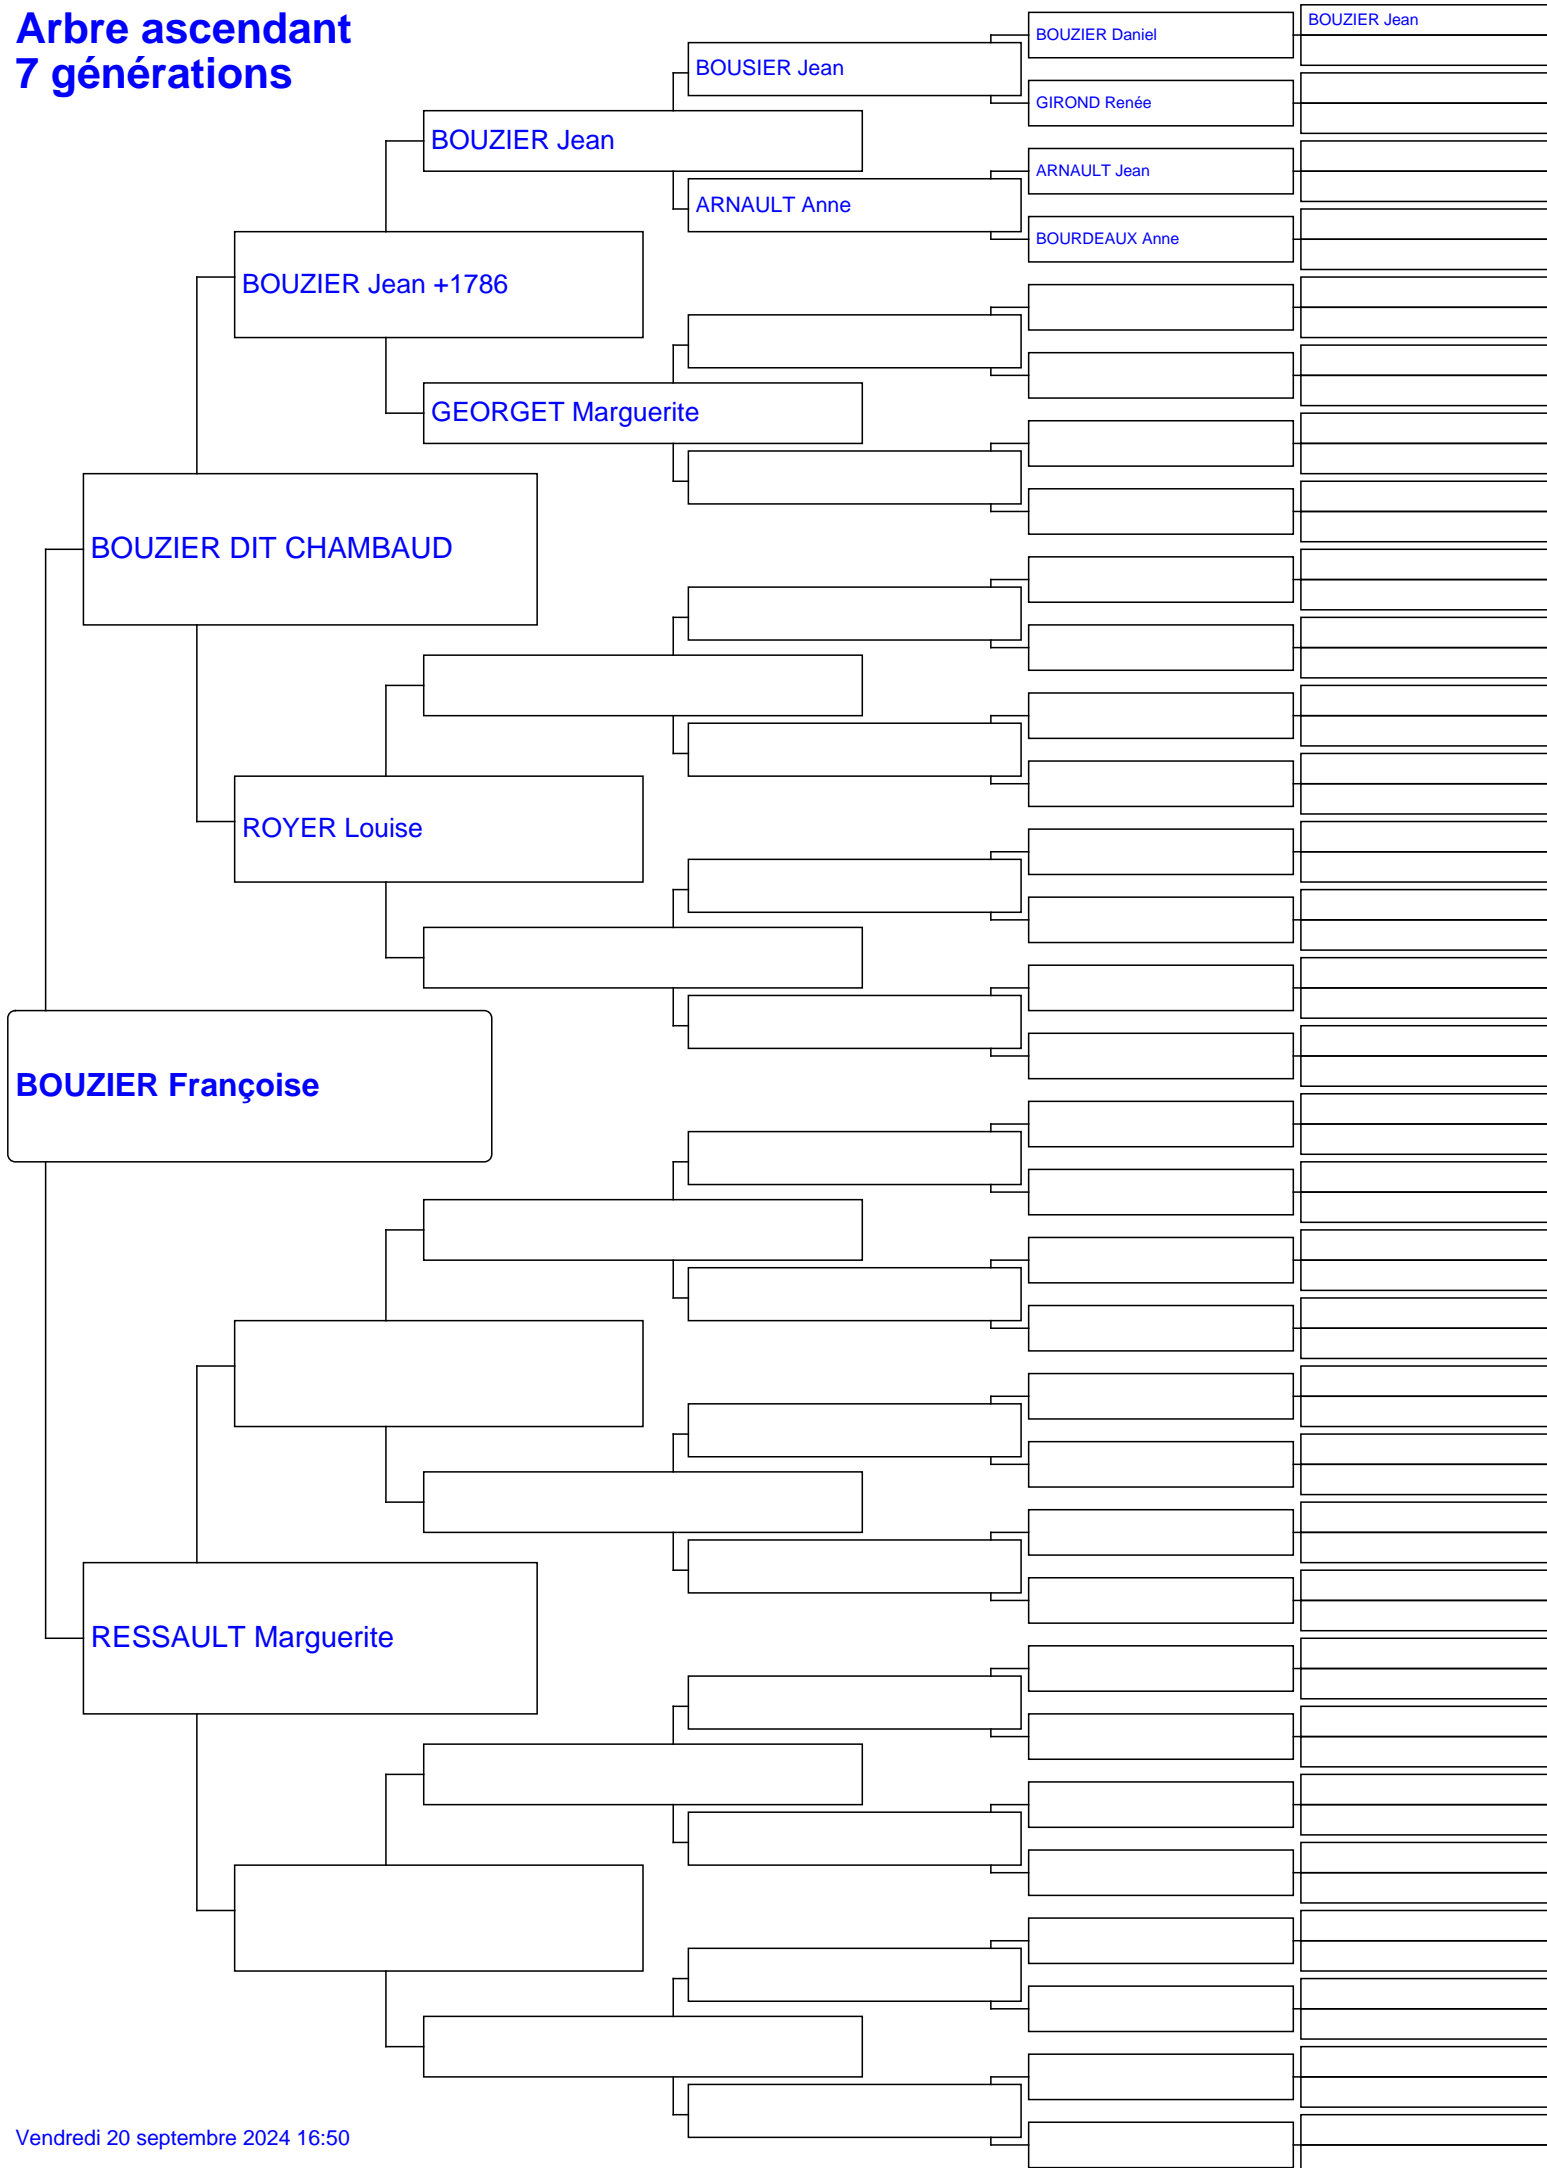 Arbre ascendant
7 générations
BOUZIER Jean
BOUZIER Daniel
BOUSIER Jean
GIROND Renée
BOUZIER Jean
ARNAULT Jean
ARNAULT Anne
BOURDEAUX Anne
BOUZIER Jean +1786
GEORGET Marguerite
BOUZIER DIT CHAMBAUD
ROYER Louise
BOUZIER Françoise
RESSAULT Marguerite
Vendredi 20 septembre 2024 16:50